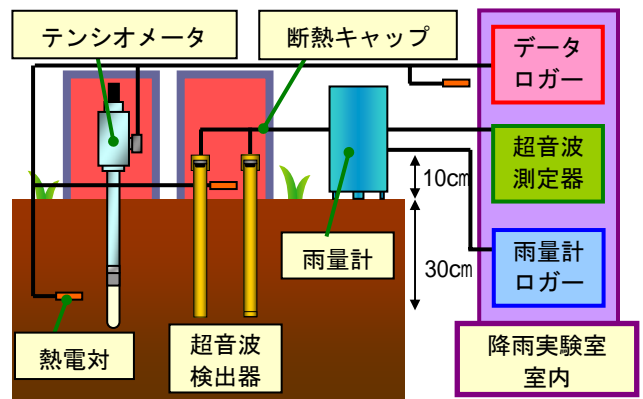 テンシオメータ
断熱キャップ
データ
ロガー
超音波
測定器
10cm
雨量計
30cm
雨量計
ロガー
熱電対
超音波
検出器
降雨実験室
室内